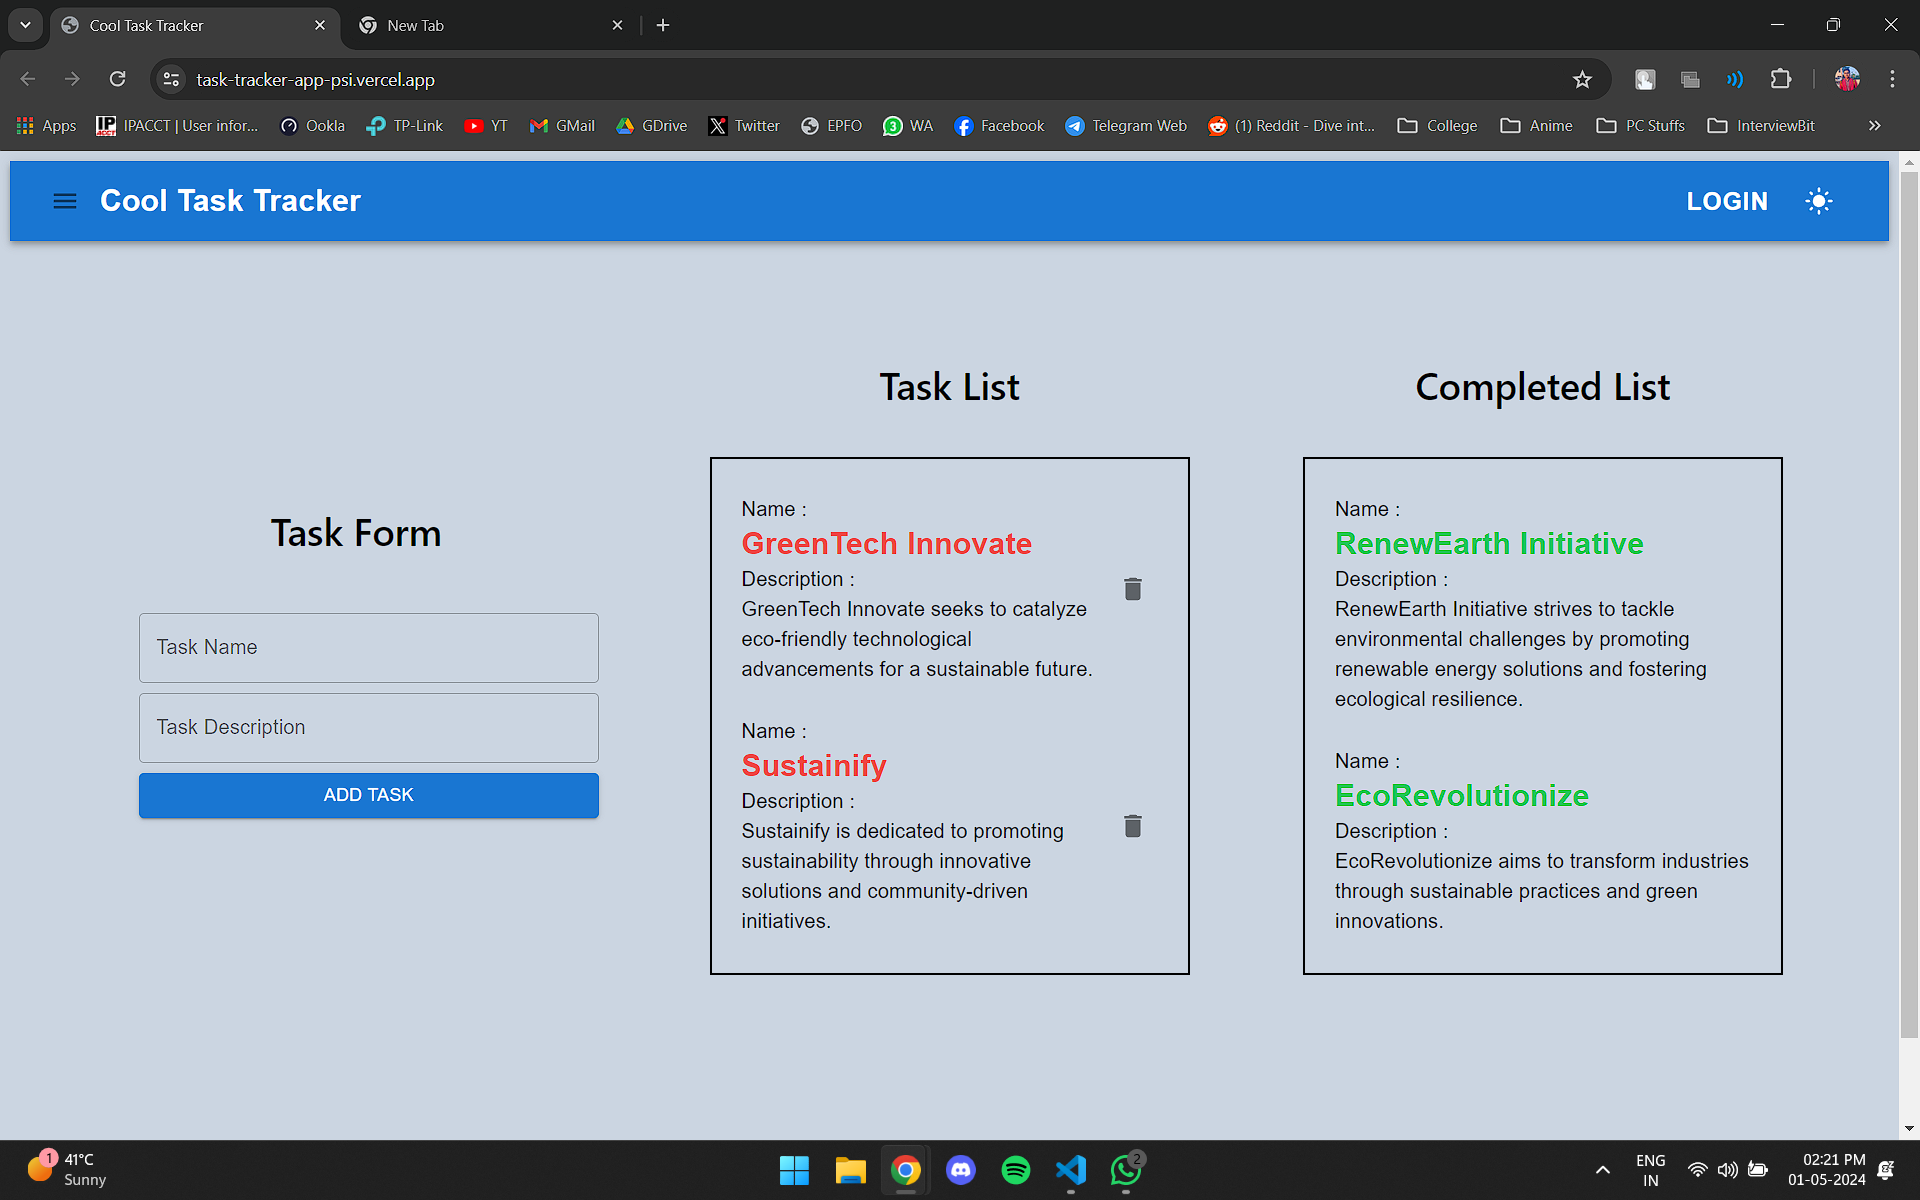 Cool Task Tracker
New Tab
task-tracker-app-psi.vercel.app
Apps
IPACCT | User infor...
Ookla
TP-Link
YT
GMail
GDrive
Twitter
EPFO
3
WA
Facebook
Telegram Web
(1) Reddit - Dive int...
College
Anime
PC Stuffs
InterviewBit
Cool Task Tracker
LOGIN
Task Form
Task Name
Task Description
ADD TASK
Task List
Name :
GreenTech Innovate
Description :
GreenTech Innovate seeks to catalyze
eco-friendly technological
advancements for a sustainable future.
Name :
Sustainify
Description :
Sustainify is dedicated to promoting
sustainability through innovative
solutions and community-driven
initiatives.
Completed List
Name :
RenewEarth Initiative
Description :
RenewEarth Initiative strives to tackle
environmental challenges by promoting
renewable energy solutions and fostering
ecological resilience.
Name :
EcoRevolutionize
Description :
EcoRevolutionize aims to transform industries
through sustainable practices and green
innovations.
1
41°C
Sunny
2
ENG
IN
02:21 PM
01-05-2024